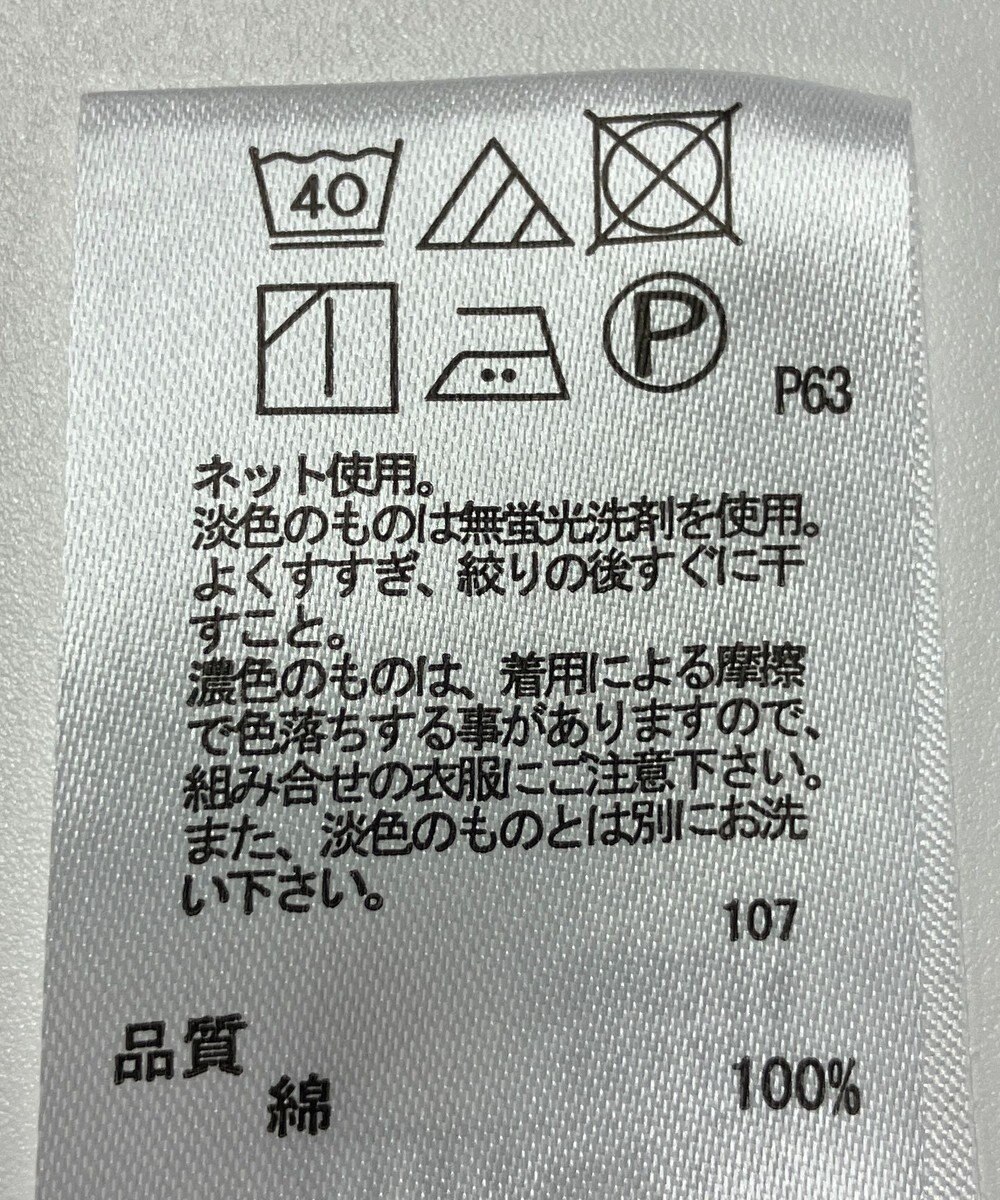 40
P
P63
ネット使用。
淡色のものは無蛍光洗剤を使用。
よくすすぎ、絞りの後すぐに干
すこと。
濃色のものは、着用による摩擦
で色落ちする事がありますので、
組み合せの衣服にご注意下さい。
また、淡色のものとは別にお洗
い下さい。
107
品質
綿 100%